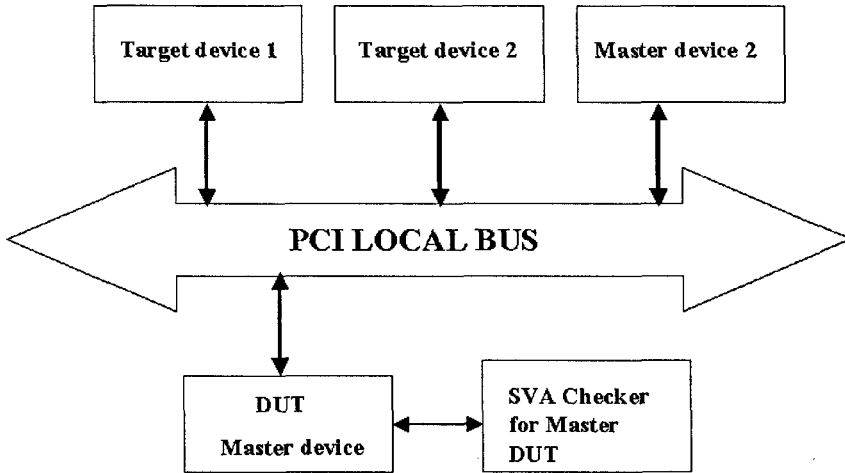 Target device 1
Target device 2
Master device 2
PCI LOCAL BUS
DUT
Master device
SVA Checker
for Master
DUT